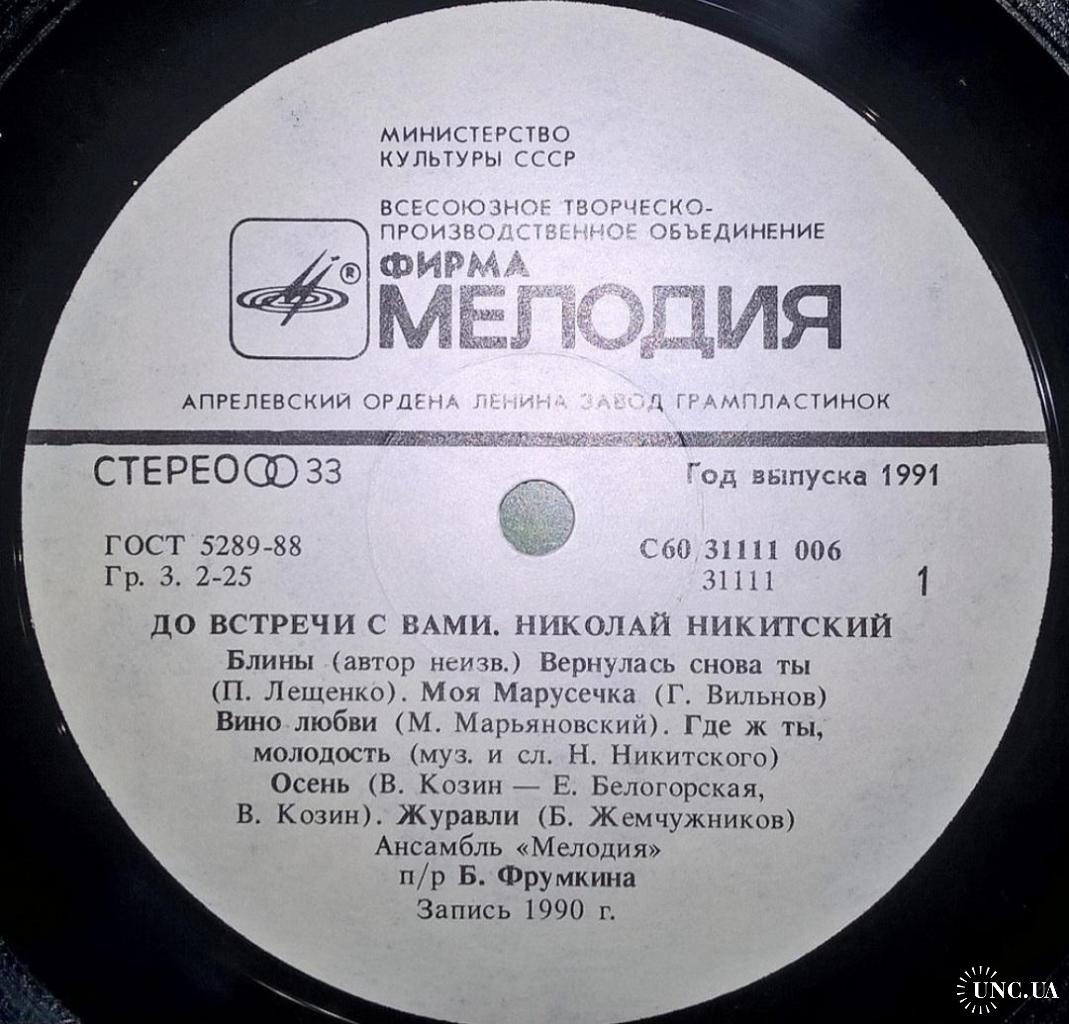 МИНИСТЕРСТВО
КУЛЬТУРЫ СССР
ВСЕСОЮЗНОЕ ТВОРЧЕСКО-
ПРОИЗВОДСТВЕННОЕ ОБЪЕДИНЕНИЕ
ФИРМА
®
МЕЛОДИЯ
АПРЕЛЕВСКИЙ ОРДЕНА ЛЕНИНА ЗАВОД ГРАМПЛАСТИНОК
СТЕРЕО 33
Год выпуска 1991
ГОСТ 5289-88
Гр. 3. 2-25
С60 31111 006
31111
1
ДО ВСТРЕЧИ С ВАМИ. НИКОЛАЙ НИКИТСКИЙ
Блины (автор неизв.) Вернулась снова ты
(П. Лещенко). Моя Марусечка (Г. Вильнов)
Вино любви (М. Марьяновский). Где ж ты,
молодость (муз. и сл. Н. Никитского)
Осень (В. Козин — Е. Белогорская,
В. Козин). Журавли (Б. Жемчужников)
Ансамбль «Мелодия»
п/р Б. Фрумкина
Запись 1990 г.
UNC.UA